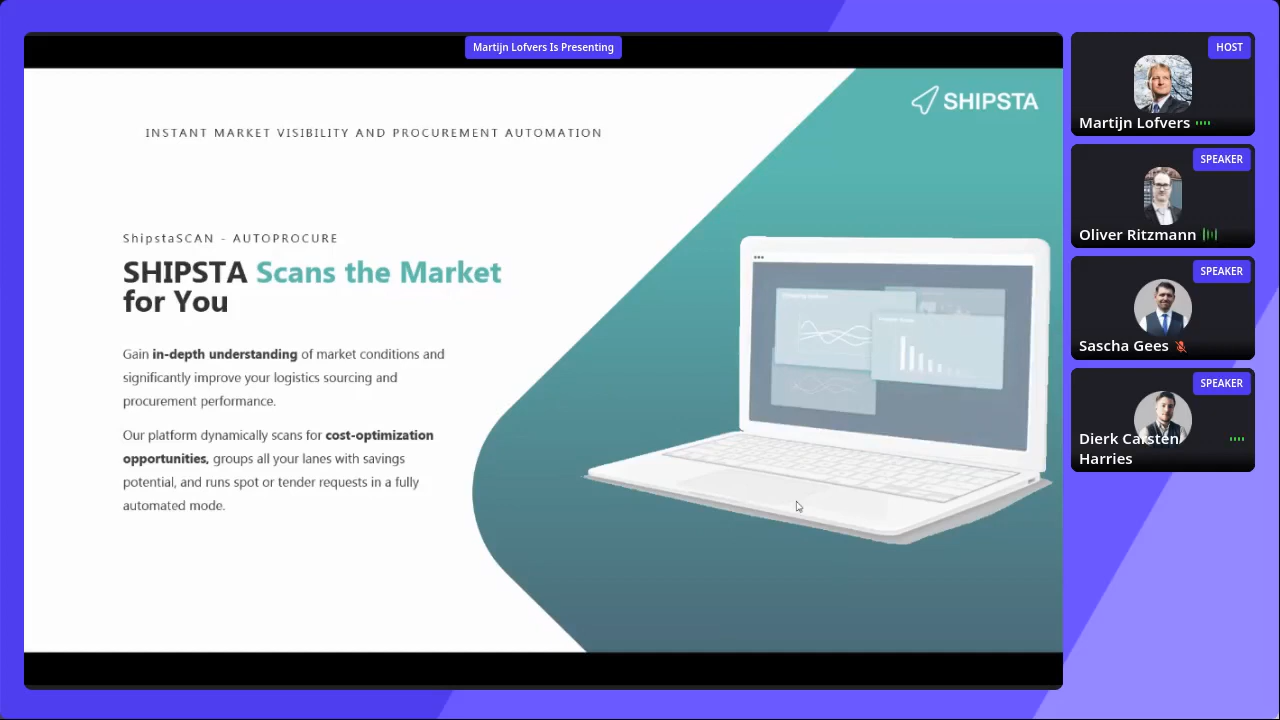 Martijn Lofvers Is Presenting
SHIPSTA
INSTANT MARKET VISIBILITY AND PROCUREMENT AUTOMATION
ShipstaSCAN - AUTOPROCURE
SHIPSTA Scans the Market
for You
Gain in-depth understanding of market conditions and
significantly improve your logistics sourcing and
procurement performance.
Our platform dynamically scans for cost-optimization
opportunities, groups all your lanes with savings
potential, and runs spot or tender requests in a fully
automated mode.
HOST
Martijn Lofvers
SPEAKER
Oliver Ritzmann
SPEAKER
Sascha Gees
SPEAKER
Dierk Carsten
Harries